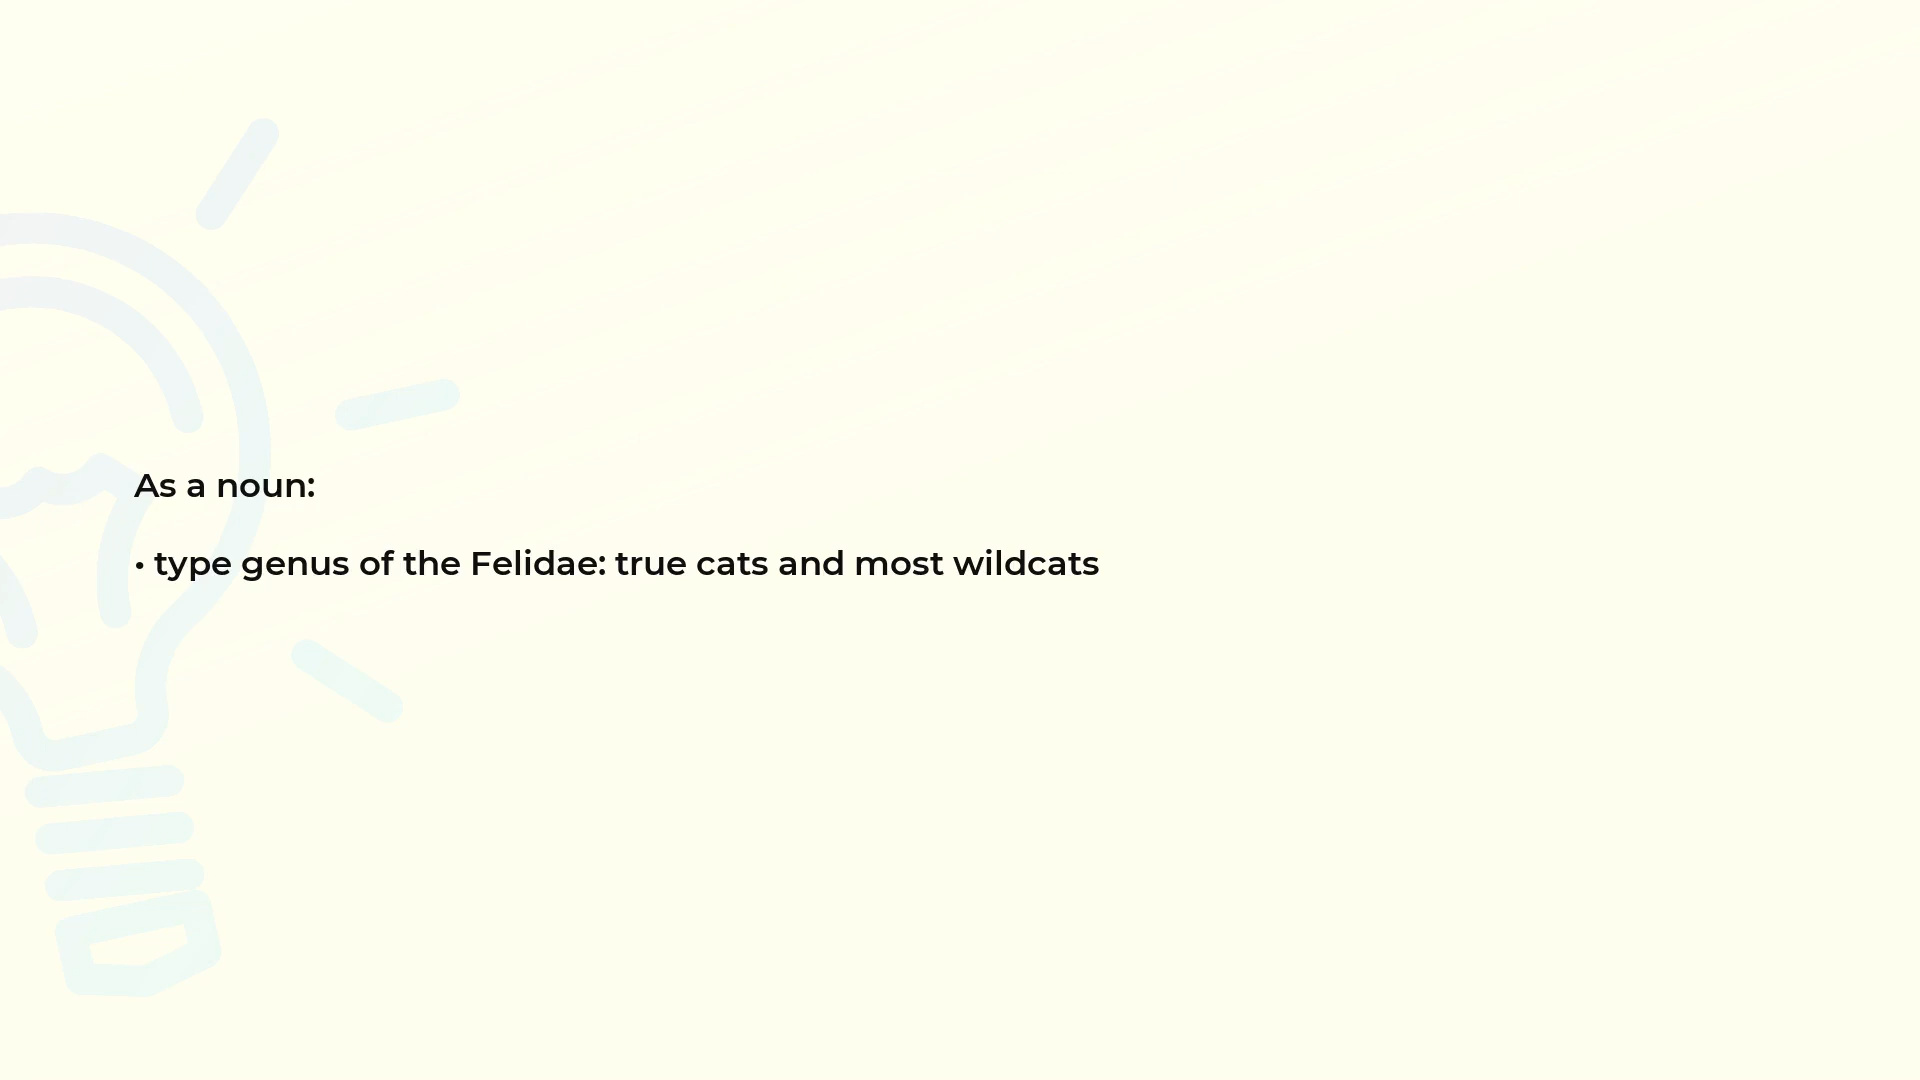 As a noun:
• type genus of the Felidae: true cats and most wildcats